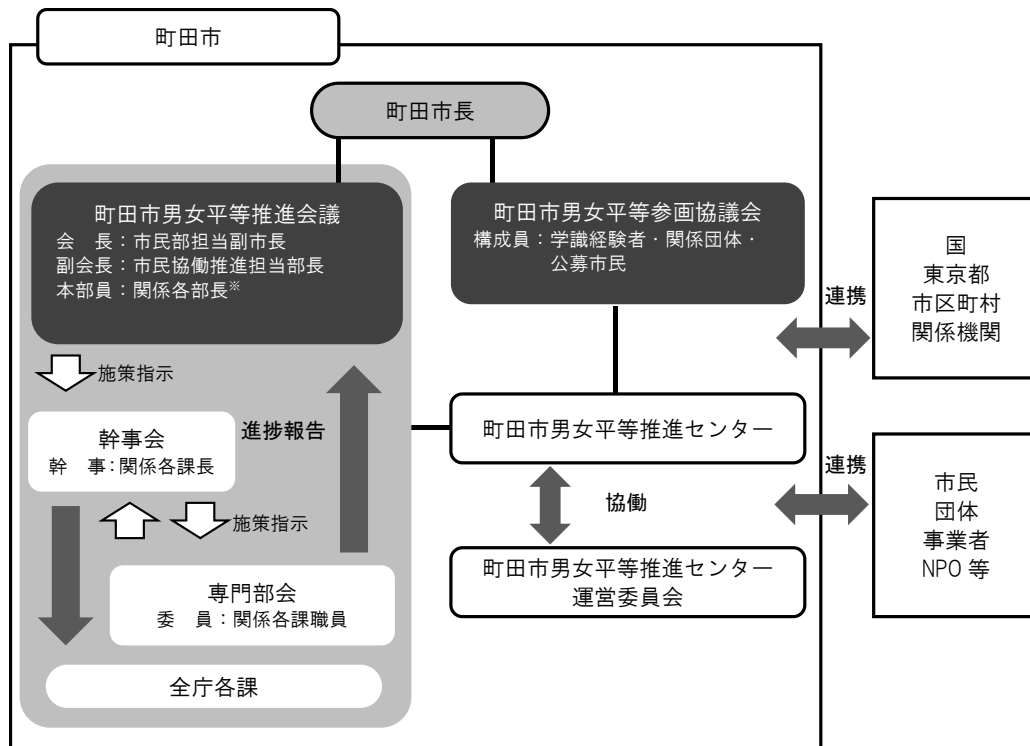 町田市
町田市長
町田市男女平等推進会議
会　長：市民部担当副市長
副会長：市民協働推進担当部長
本部員：関係各部長※
町田市男女平等参画協議会
構成員：学識経験者・関係団体・
公募市民
国
東京都
市区町村
関係機関
連携
施策指示
進捗報告
幹事会
幹　事：関係各課長
町田市男女平等推進センター
連携
市民
団体
事業者
NPO 等
施策指示
協働
専門部会
委　員：関係各課職員
町田市男女平等推進センター
運営委員会
全庁各課